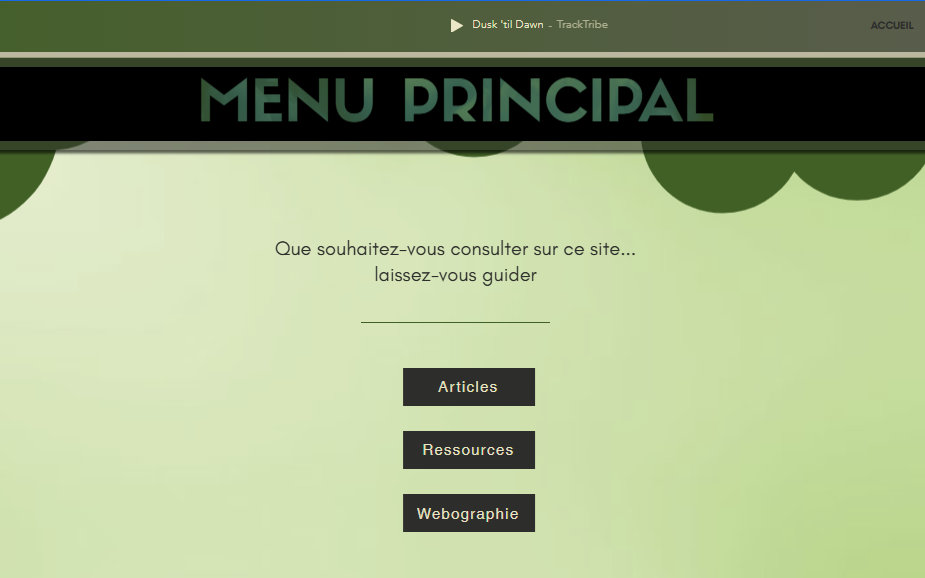 Dusk 'til Dawn - TrackTribe
ACCUEIL
MENU PRINCIPAL
Que souhaitez-vous consulter sur ce site...
laissez-vous guider
Articles
Ressources
Webographie